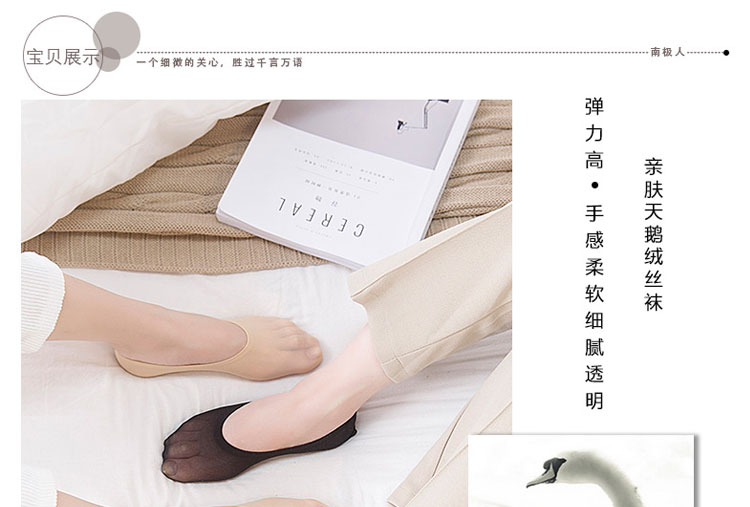 宝贝展示
一个细微的关心，胜过千言万语
南极人
弹力高·手感柔软细腻透明
亲肤天鹅绒丝袜
CEREAL